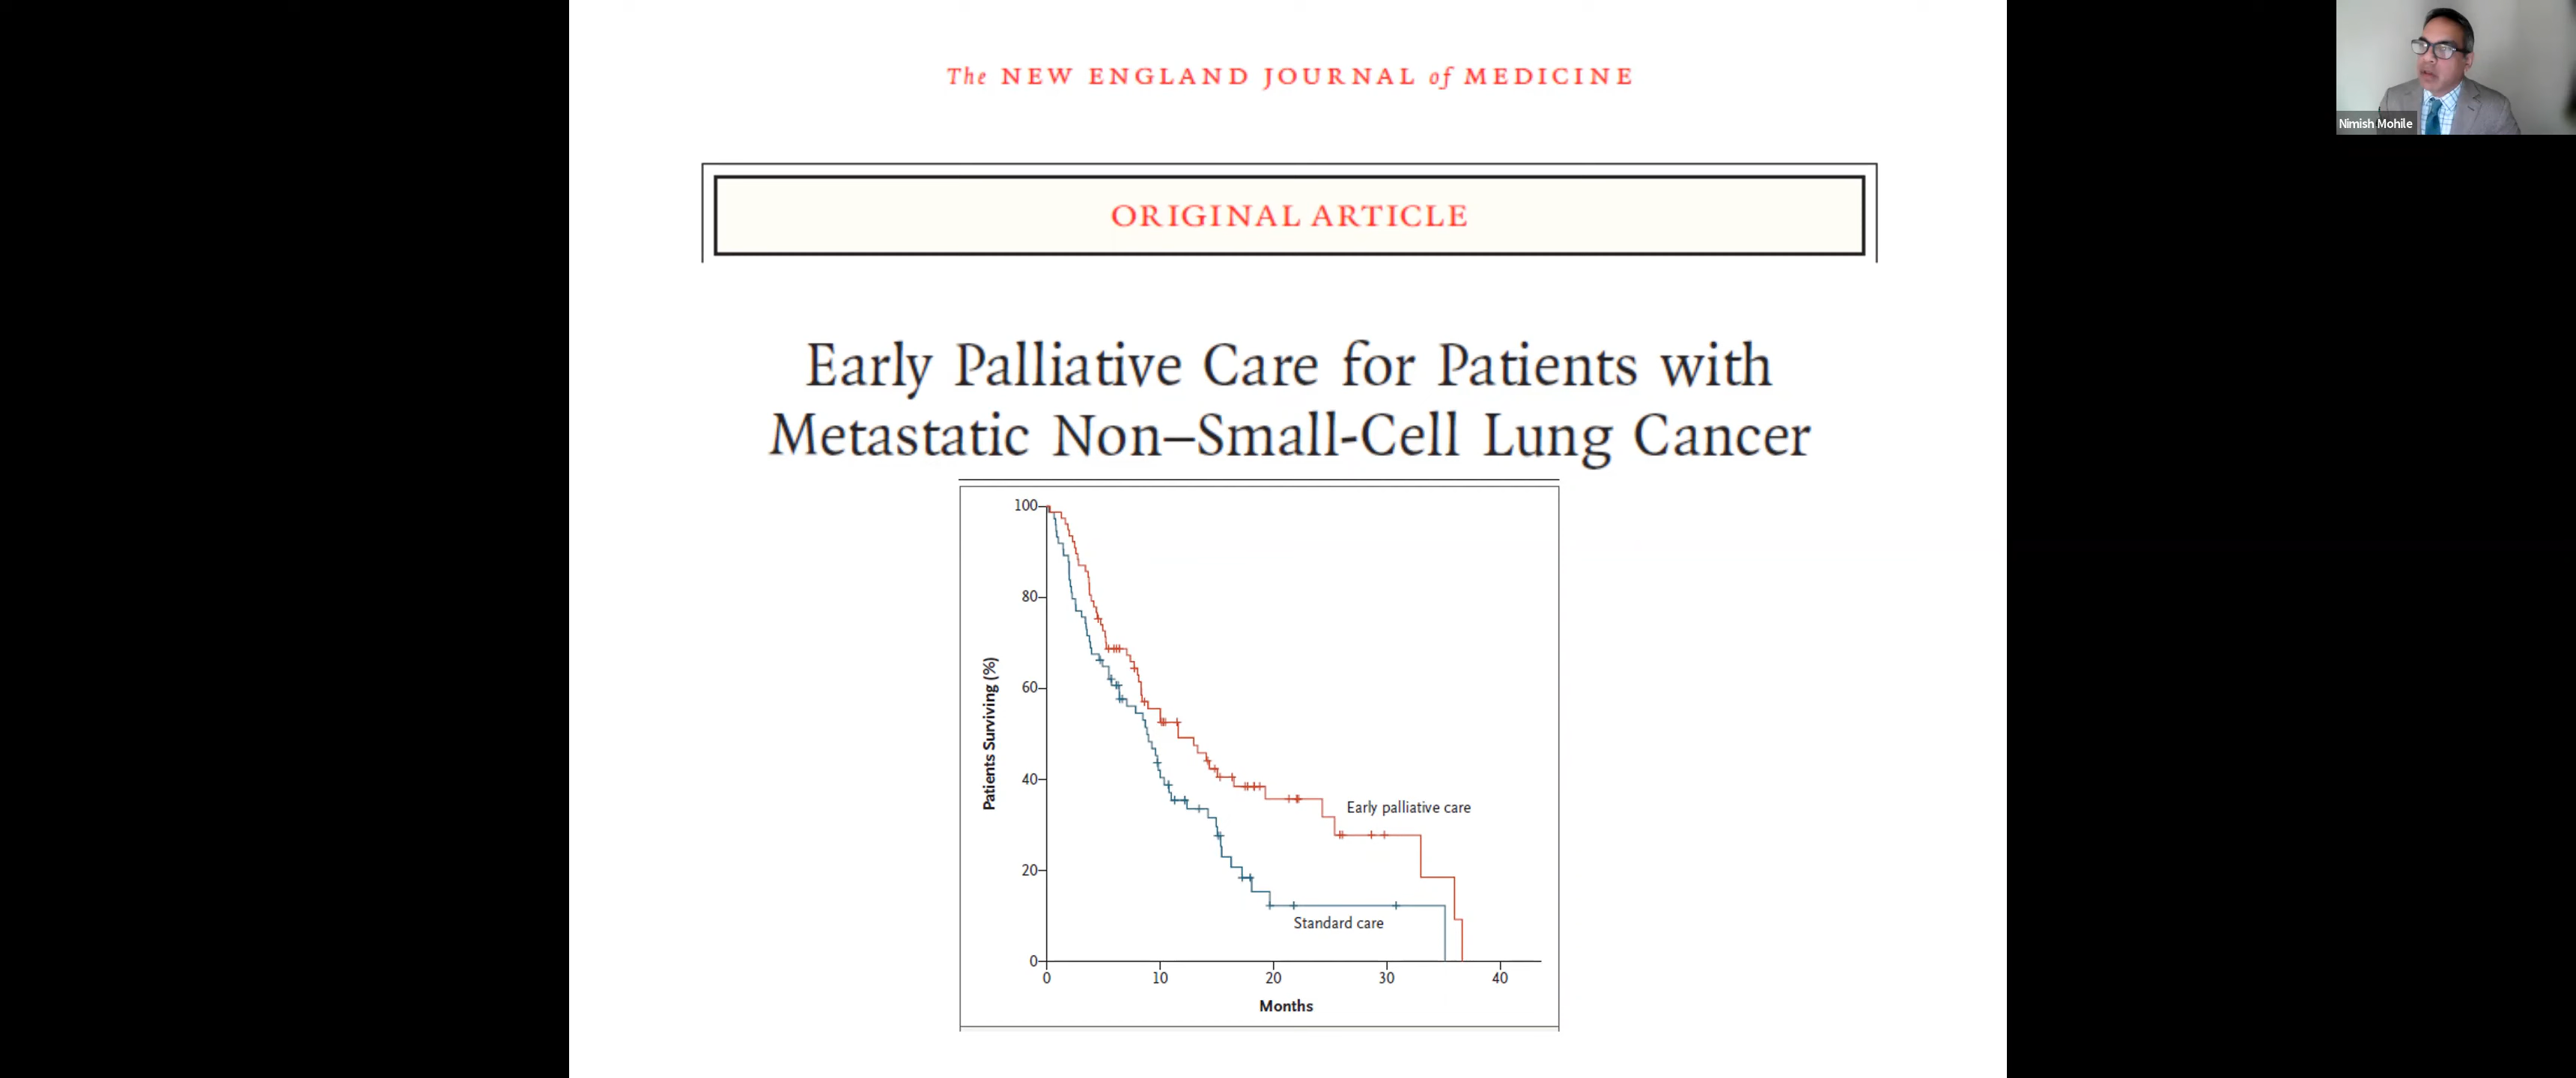 The NEW ENGLAND JOURNAL of MEDICINE
Nimish Mohile
ORIGINAL ARTICLE
Early Palliative Care for Patients with
Metastatic Non–Small-Cell Lung Cancer
100
80
60
40
20
0
Patients Surviving (%)
Early palliative care
Standard care
0 10 20 30 40
Months